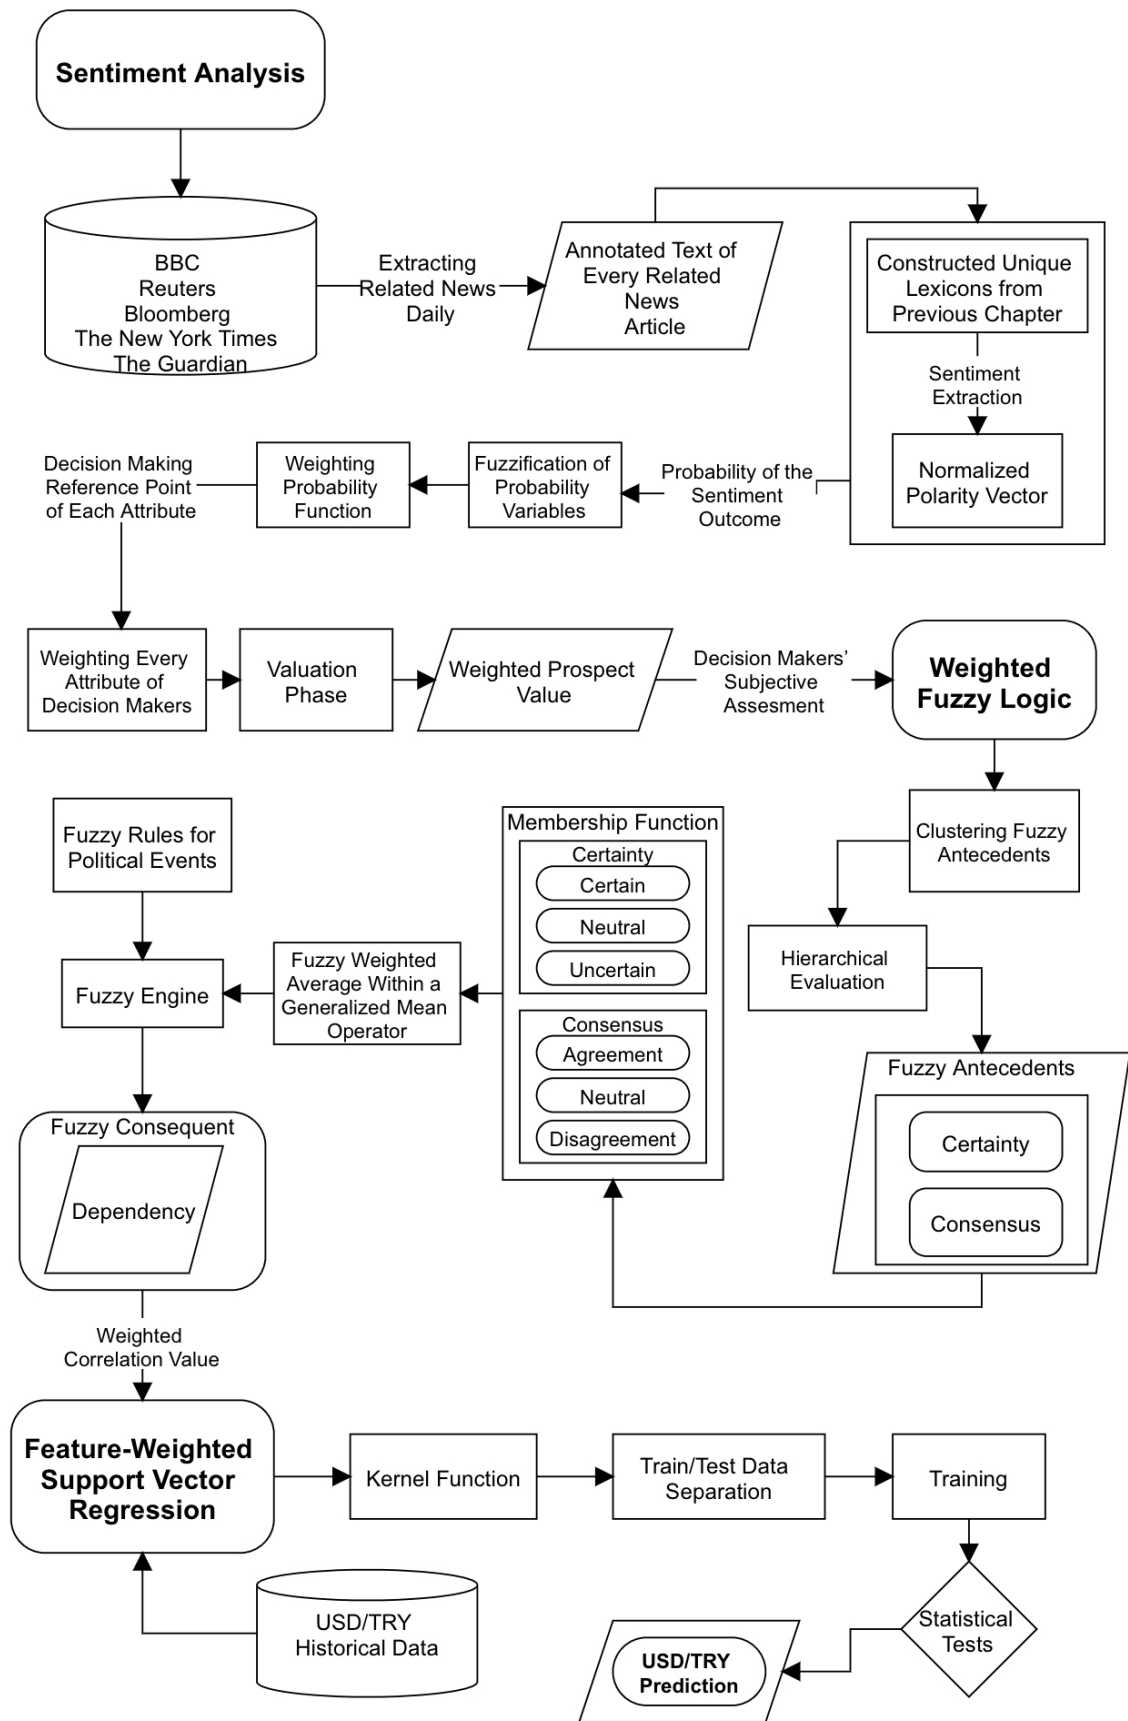 Sentiment Analysis
BBC
Reuters
Bloomberg
The New York Times
The Guardian
Extracting
Related News
Daily
Annotated Text of
Every Related
News
Article
Constructed Unique
Lexicons from
Previous Chapter
Sentiment
Extraction
Normalized
Polarity Vector
Probability of the
Sentiment
Outcome
Fuzzification of
Probability
Variables
Weighting
Probability
Function
Decision Making
Reference Point
of Each Attribute
Weighting Every
Attribute of
Decision Makers
Valuation
Phase
Weighted Prospect
Value
Decision Makers’
Subjective
Assesment
Weighted
Fuzzy Logic
Clustering Fuzzy
Antecedents
Hierarchical
Evaluation
Fuzzy Antecedents
Certainty
Consensus
Membership Function
Certainty
Certain
Neutral
Uncertain
Consensus
Agreement
Neutral
Disagreement
Fuzzy Weighted
Average Within a
Generalized Mean
Operator
Fuzzy Rules for
Political Events
Fuzzy Engine
Fuzzy Consequent
Dependency
Weighted
Correlation Value
Feature-Weighted
Support Vector
Regression
USD/TRY
Historical Data
Kernel Function
Train/Test Data
Separation
Training
Statistical
Tests
USD/TRY
Prediction